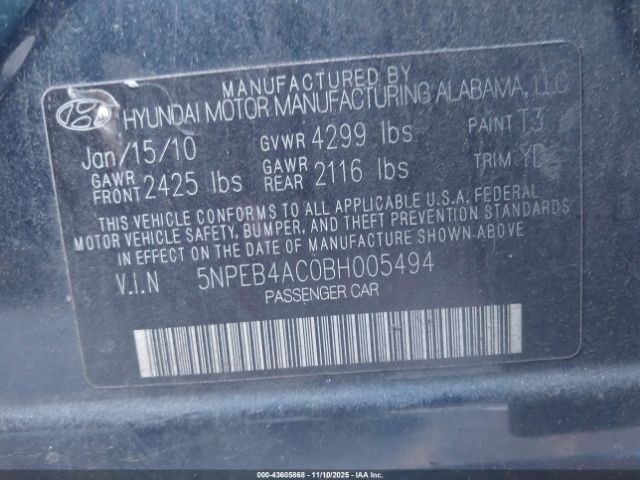 MANUFACTURED BY
HYUNDAI MOTOR MANUFACTURING ALABAMA, LLC
Jan/15/10 GVWR 4299 lbs PAINT T3
GAWR FRONT 2425 lbs GAWR REAR 2116 lbs TRIM YD
THIS VEHICLE CONFORMS TO ALL APPLICABLE U.S.A. FEDERAL
MOTOR VEHICLE SAFETY, BUMPER, AND THEFT PREVENTION STANDARDS
IN EFFECT ON THE DATE OF MANUFACTURE SHOWN ABOVE
V.I.N 5NPEB4AC0BH005494
PASSENGER CAR
000-43605868 - 11/10/2025 - IAA Inc.